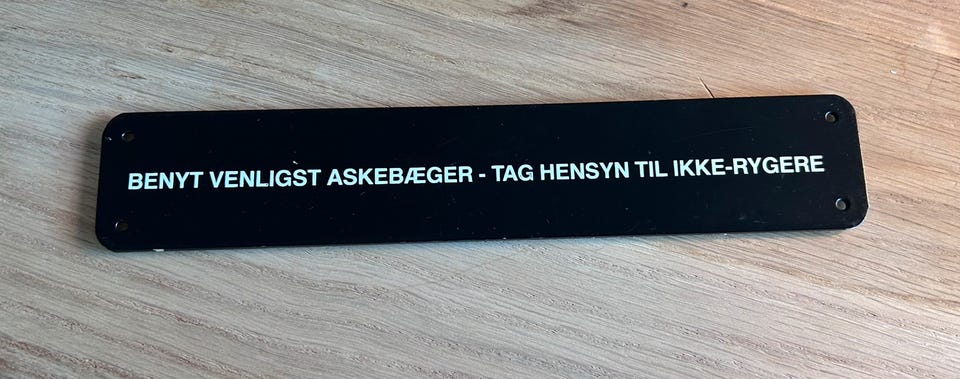 BENYT VENLIGST ASKEBÆGER - TAG HENSYN TIL IKKE-RYGERE